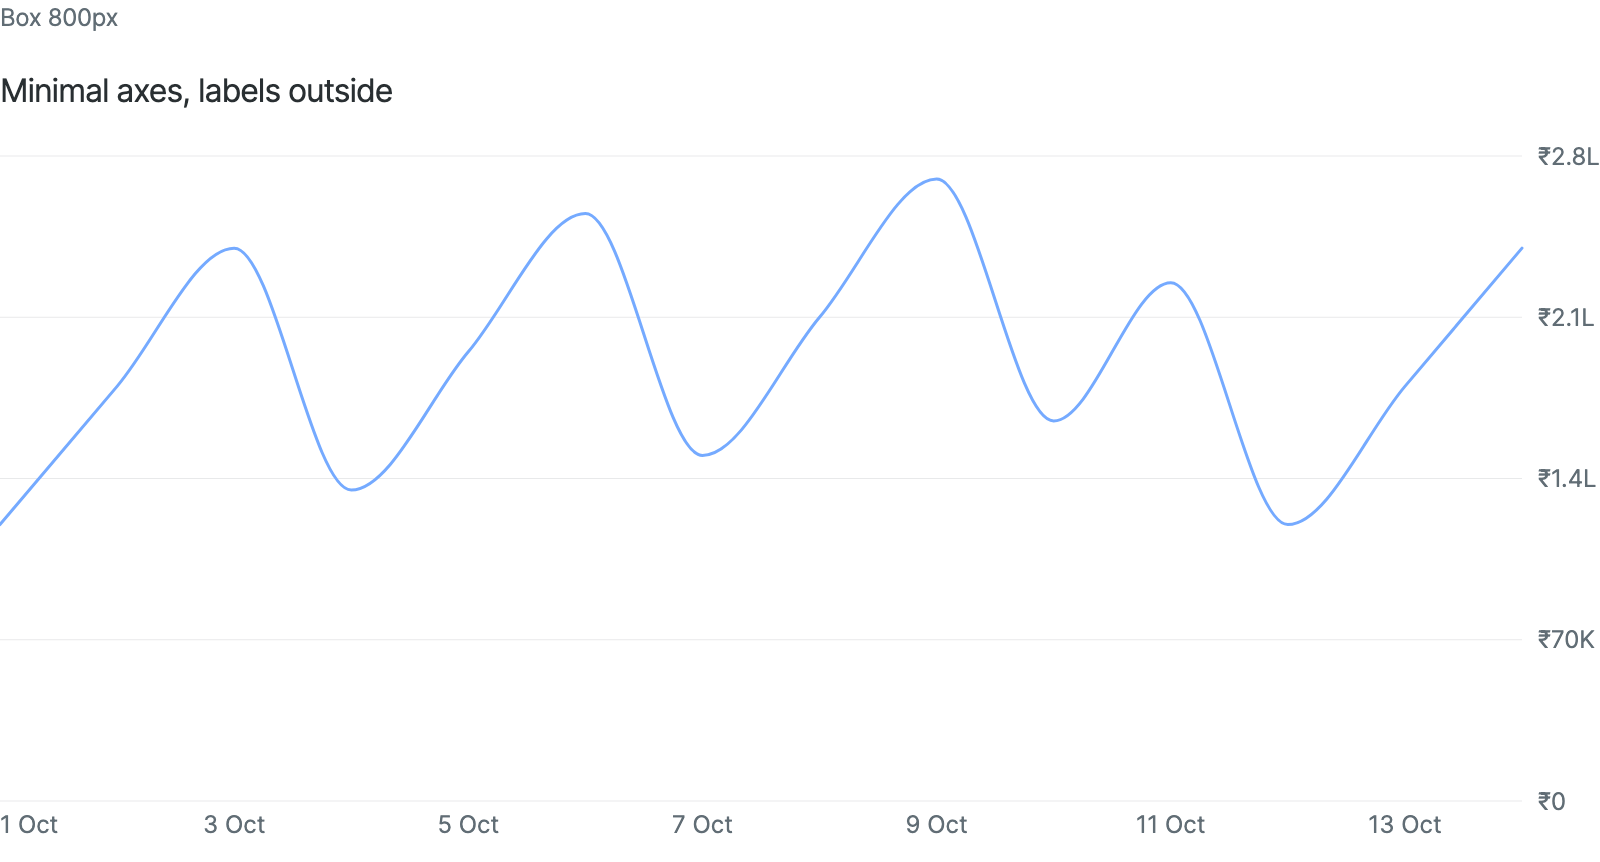 Box 800px
Minimal axes, labels outside
₹2.8L
₹2.1L
₹1.4L
₹70K
₹0
1 Oct 3 Oct 5 Oct 7 Oct 9 Oct 11 Oct 13 Oct